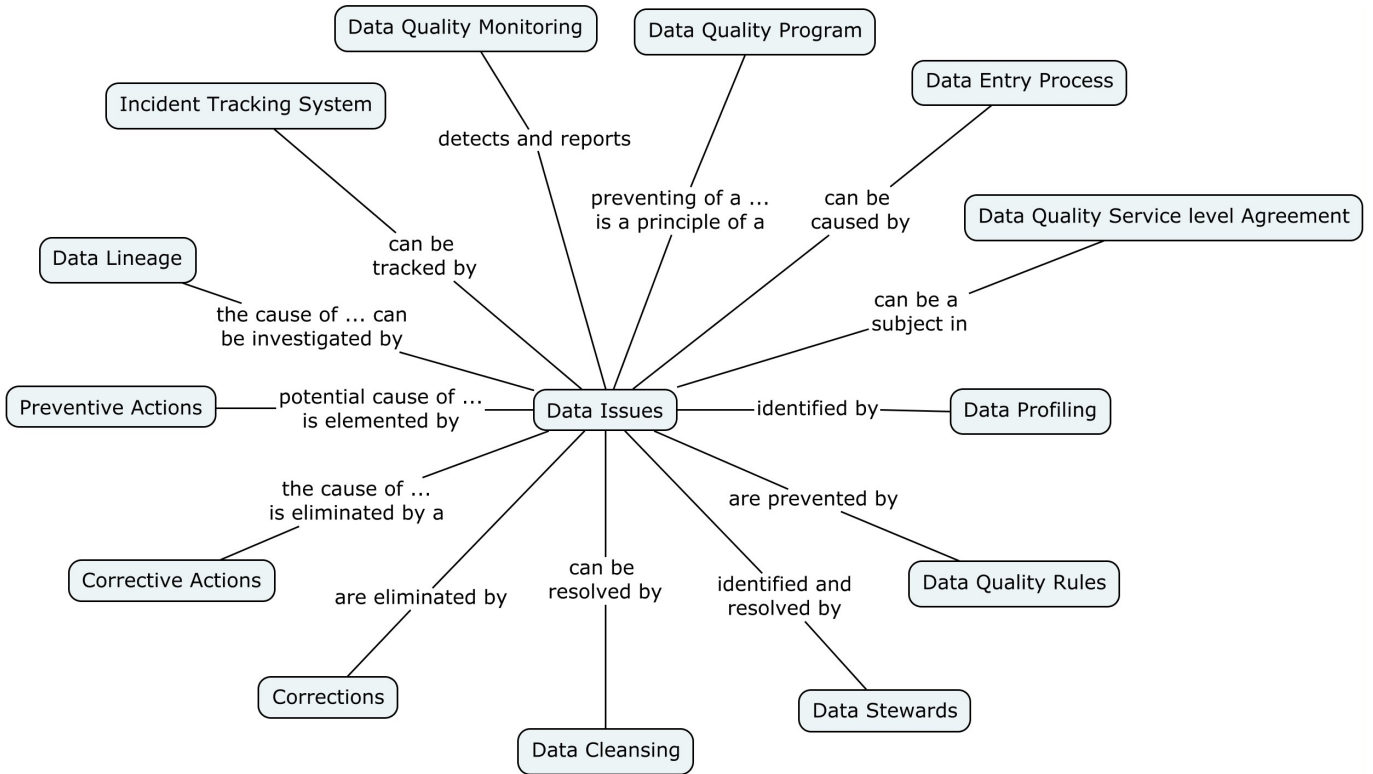 Data Quality Monitoring
Data Quality Program
Data Entry Process
Incident Tracking System
detects and reports
preventing of a ...
is a principle of a
can be
caused by
Data Quality Service level Agreement
can be
tracked by
Data Lineage
the cause of ... can
be investigated by
can be a
subject in
Preventive Actions
potential cause of ...
is elemented by
Data Issues
identified by
Data Profiling
the cause of ...
is eliminated by a
are prevented by
Corrective Actions
are eliminated by
can be
resolved by
identified and
resolved by
Data Quality Rules
Corrections
Data Cleansing
Data Stewards